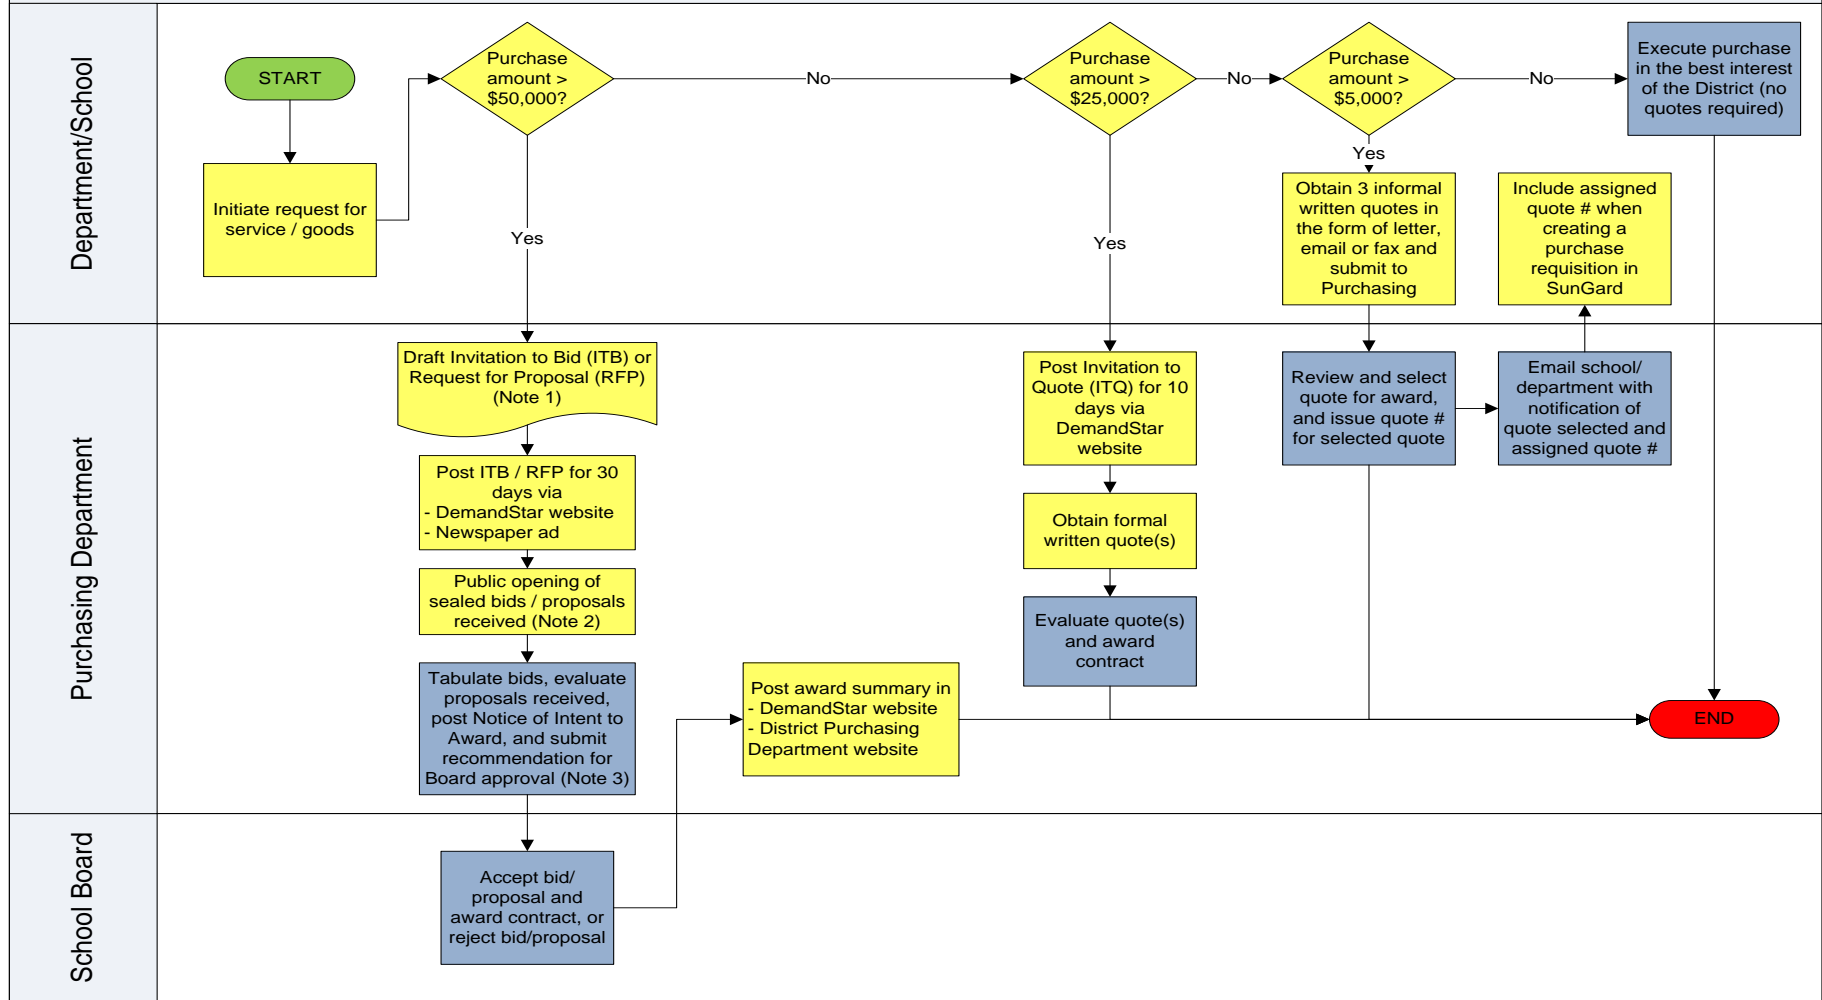 Department/School
START
Initiate request for
service / goods
Purchase
amount >
$50,000?
No
Yes
Purchase
amount >
$25,000?
No
Yes
Purchase
amount >
$5,000?
No
Yes
Execute purchase
in the best interest
of the District (no
quotes required)
Obtain 3 informal
written quotes in
the form of letter,
email or fax and
submit to
Purchasing
Include assigned
quote # when
creating a
purchase
requisition in
SunGard
Purchasing Department
Draft Invitation to Bid (ITB) or
Request for Proposal (RFP)
(Note 1)
Post ITB / RFP for 30
days via
- DemandStar website
- Newspaper ad
Public opening of
sealed bids / proposals
received (Note 2)
Tabulate bids, evaluate
proposals received,
post Notice of Intent to
Award, and submit
recommendation for
Board approval (Note 3)
Post award summary in
- DemandStar website
- District Purchasing
Department website
Post Invitation to
Quote (ITQ) for 10
days via
DemandStar
website
Obtain formal
written quote(s)
Evaluate quote(s)
and award
contract
Review and select
quote for award,
and issue quote #
for selected quote
Email school/
department with
notification of
quote selected and
assigned quote #
END
School Board
Accept bid/
proposal and
award contract, or
reject bid/proposal